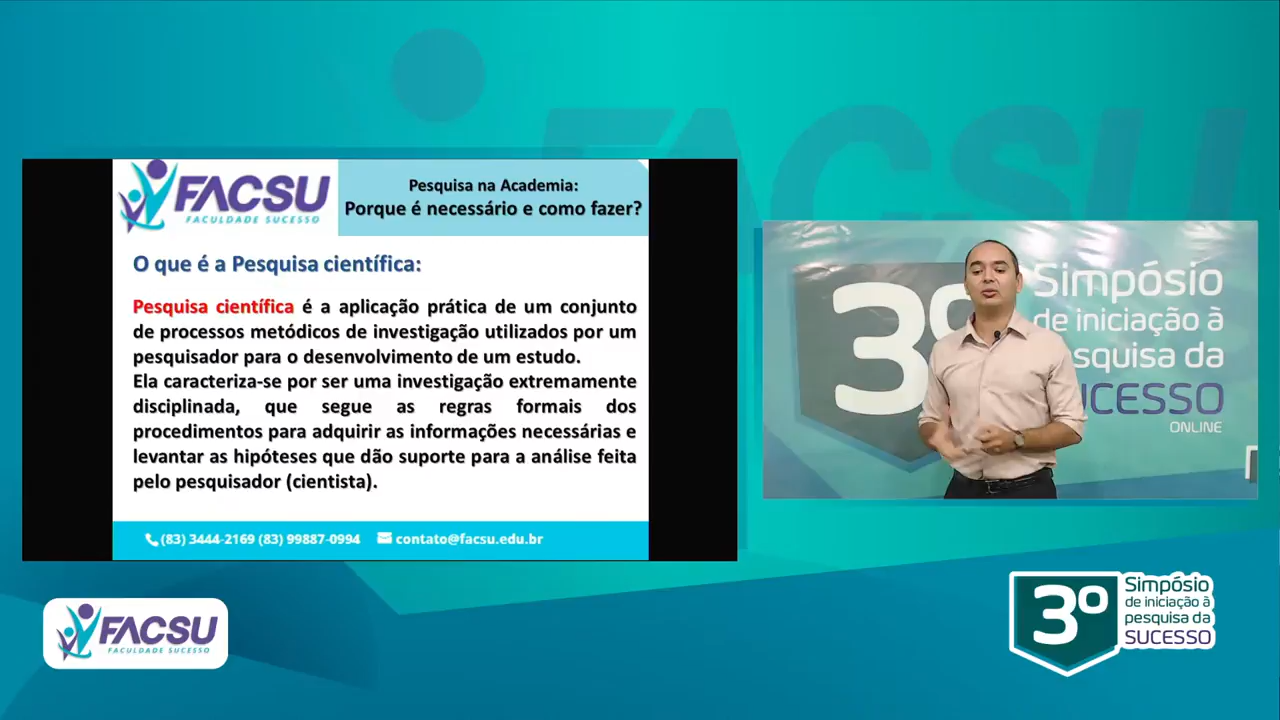 FACSU
FACSU
FACULDADE SUCESSO
Pesquisa na Academia:
Porque é necessário e como fazer?
O que é a Pesquisa científica:
Pesquisa científica é a aplicação prática de um conjunto
de processos metódicos de investigação utilizados por um
pesquisador para o desenvolvimento de um estudo.
Ela caracteriza-se por ser uma investigação extremamente
disciplinada, que segue as regras formais dos
procedimentos para adquirir as informações necessárias e
levantar as hipóteses que dão suporte para a análise feita
pelo pesquisador (cientista).
(83) 3444-2169 (83) 99887-0994 contato@facsu.edu.br
3º
Simpósio
de iniciação à
esquisa da
UCESSO
ONLINE
FACSU
FACULDADE SUCESSO
3º
Simpósio
de iniciação à
pesquisa da
SUCESSO